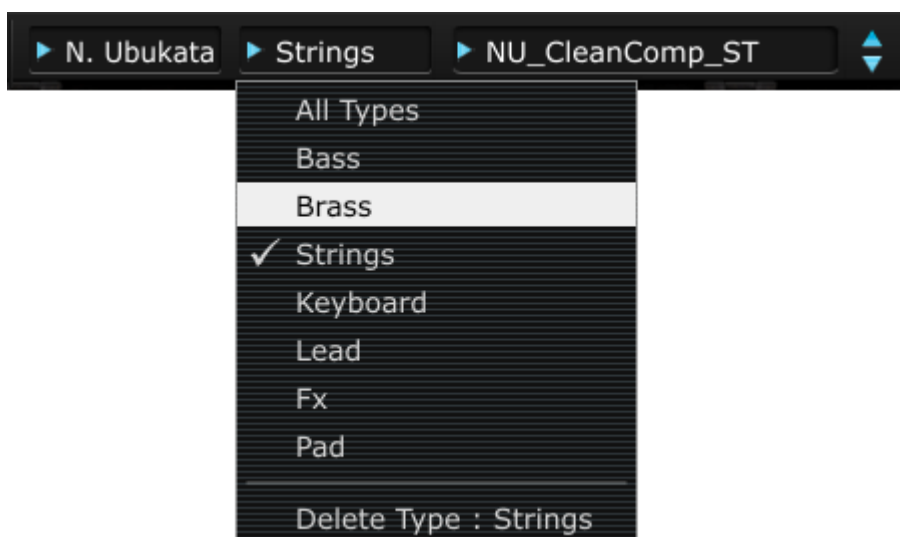 N. Ubukata Strings NU_CleanComp_ST
All Types
Bass
Brass
Strings
Keyboard
Lead
Fx
Pad
Delete Type : Strings